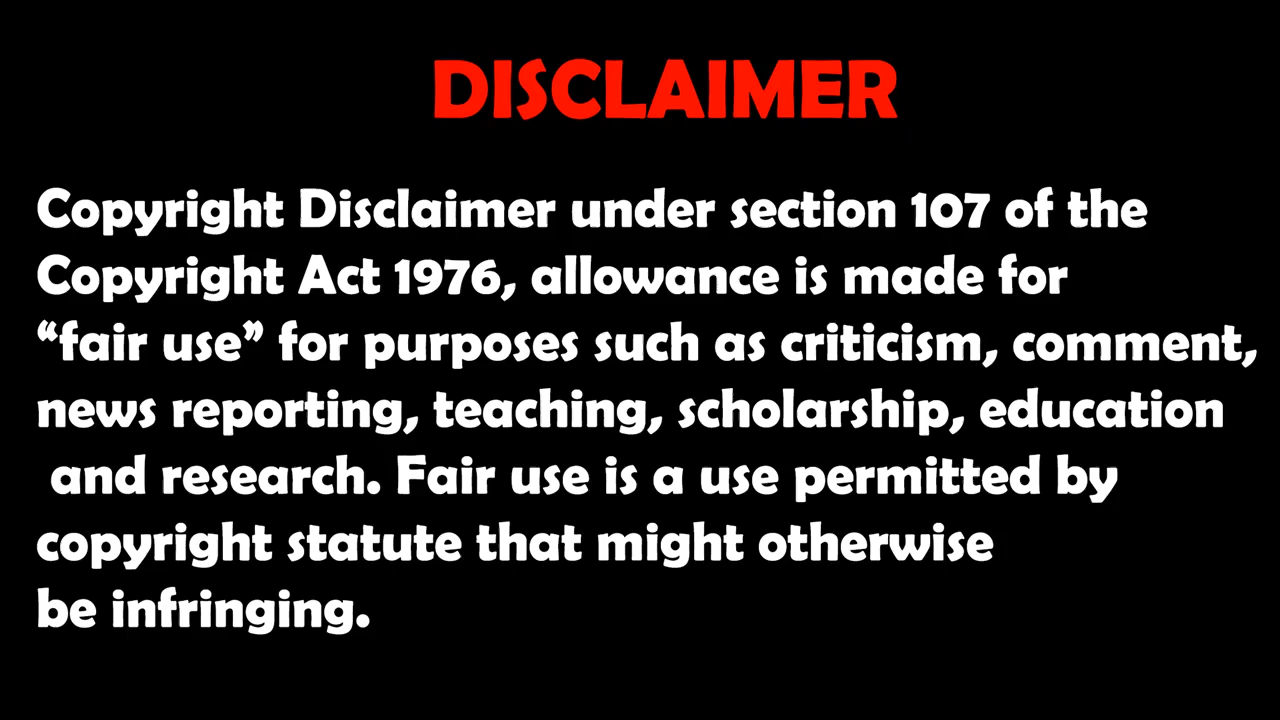 DISCLAIMER
Copyright Disclaimer under section 107 of the
Copyright Act 1976, allowance is made for
“fair use” for purposes such as criticism, comment,
news reporting, teaching, scholarship, education
and research. Fair use is a use permitted by
copyright statute that might otherwise
be infringing.